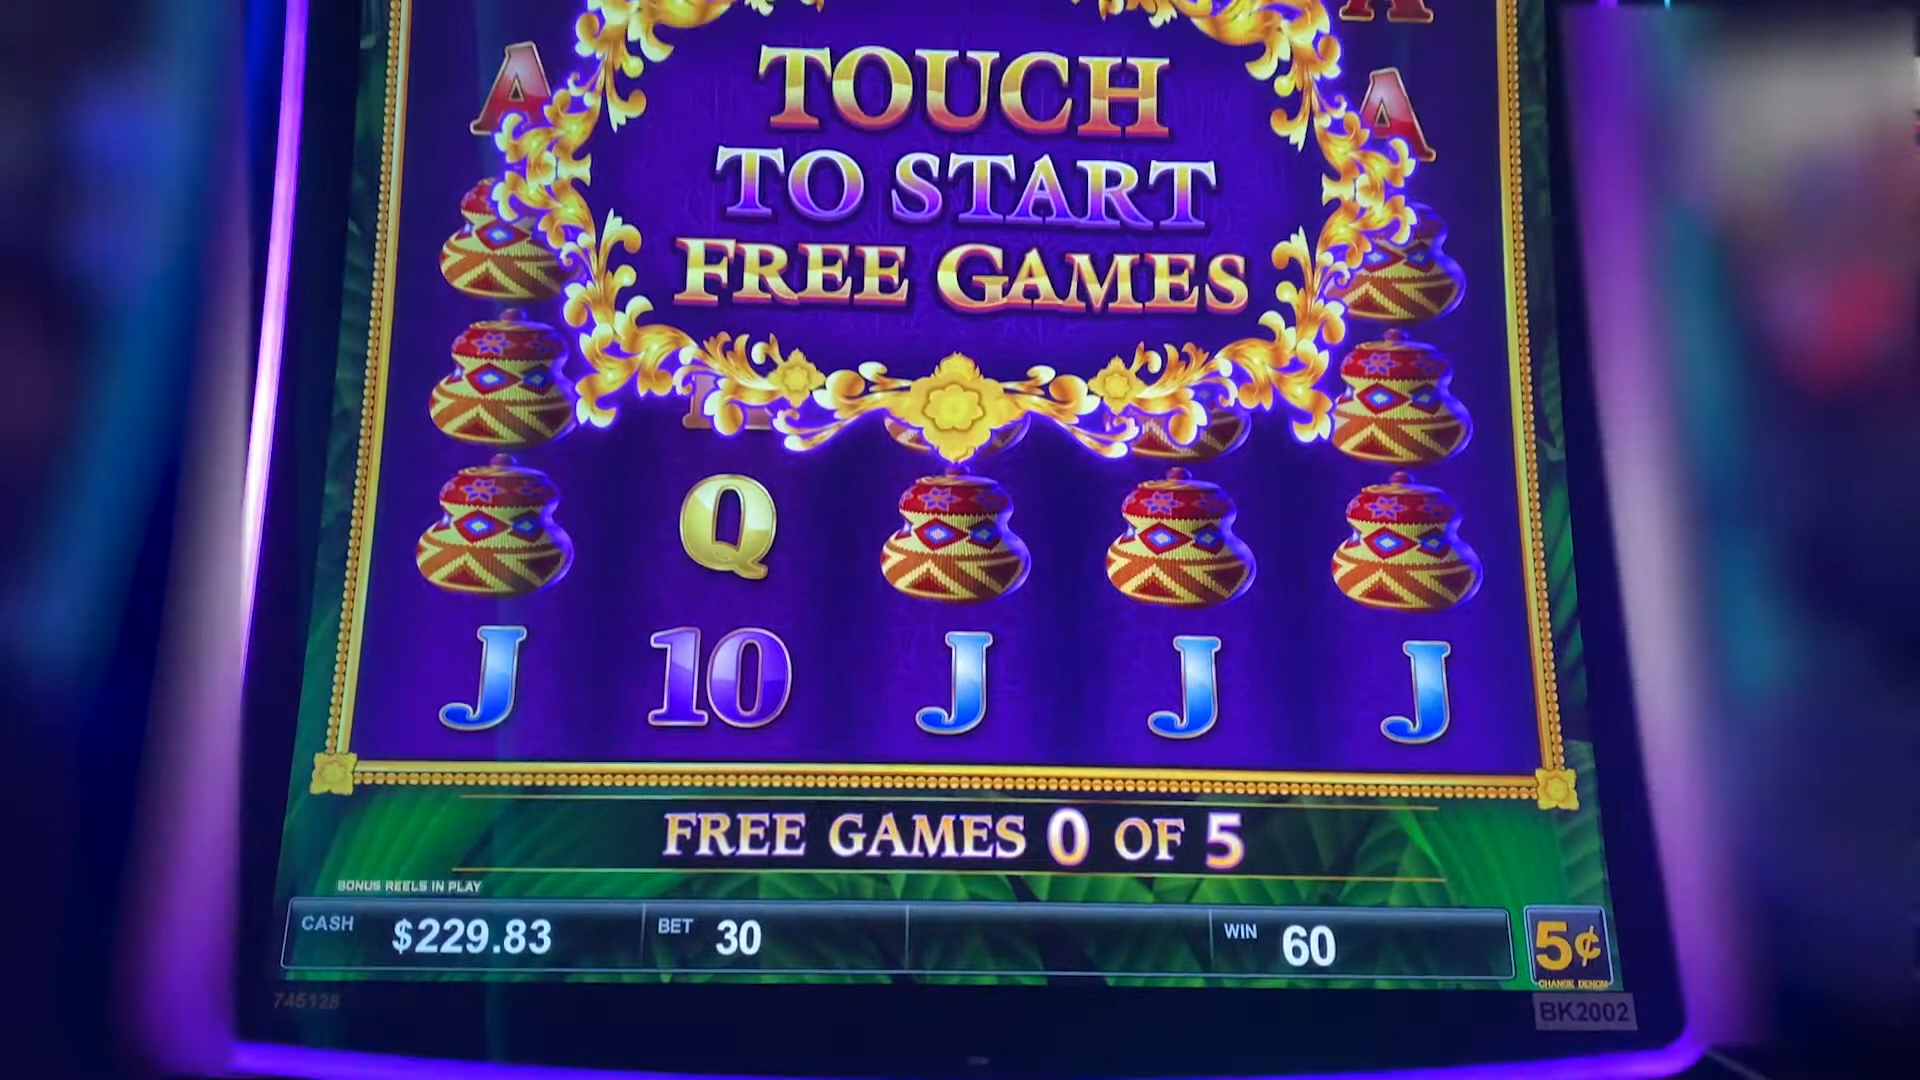 TOUCH
TO START
FREE GAMES
A
A
Q
J
10
J
J
J
FREE GAMES 0 OF 5
BONUS REELS IN PLAY
CASH $229.83
BET 30
WIN 60
5¢
CHANGE DENOM
745128
BK2002